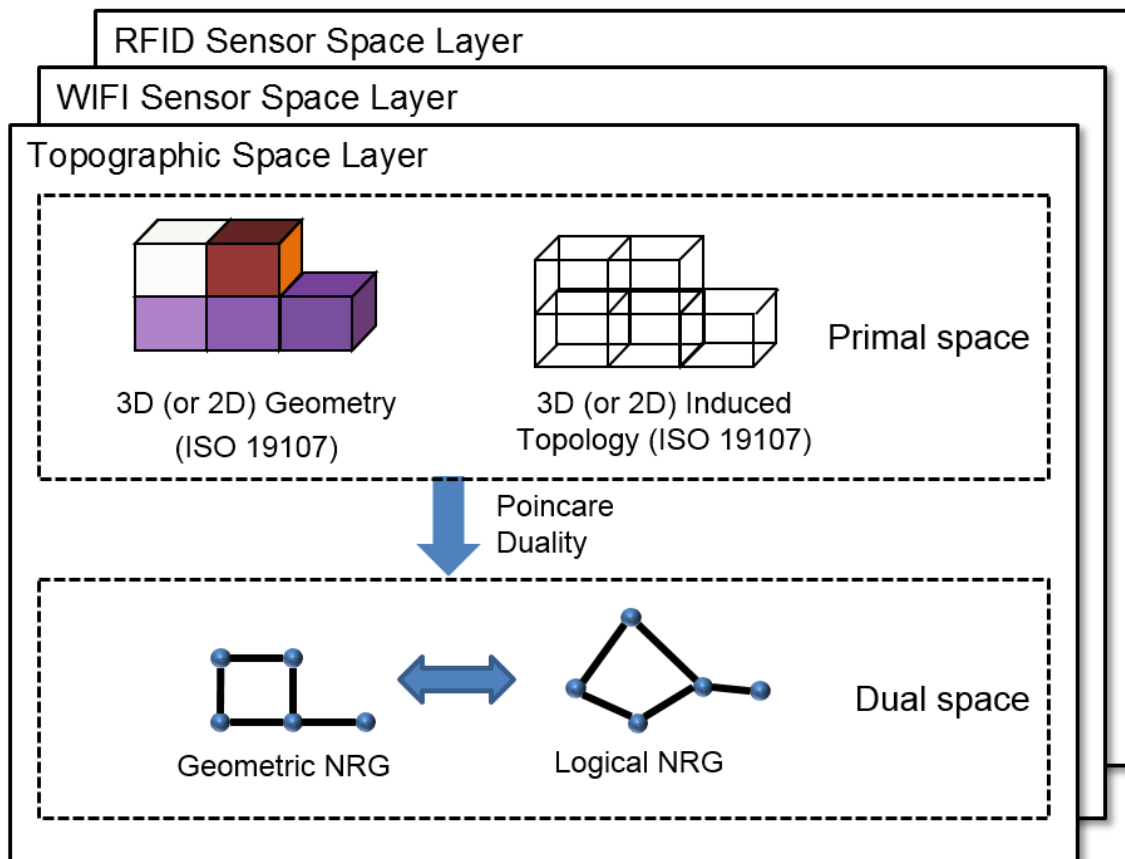 RFID Sensor Space Layer
WIFI Sensor Space Layer
Topographic Space Layer
3D (or 2D) Geometry
(ISO 19107)
3D (or 2D) Induced
Topology (ISO 19107)
Primal space
Poincare
Duality
Geometric NRG
Logical NRG
Dual space